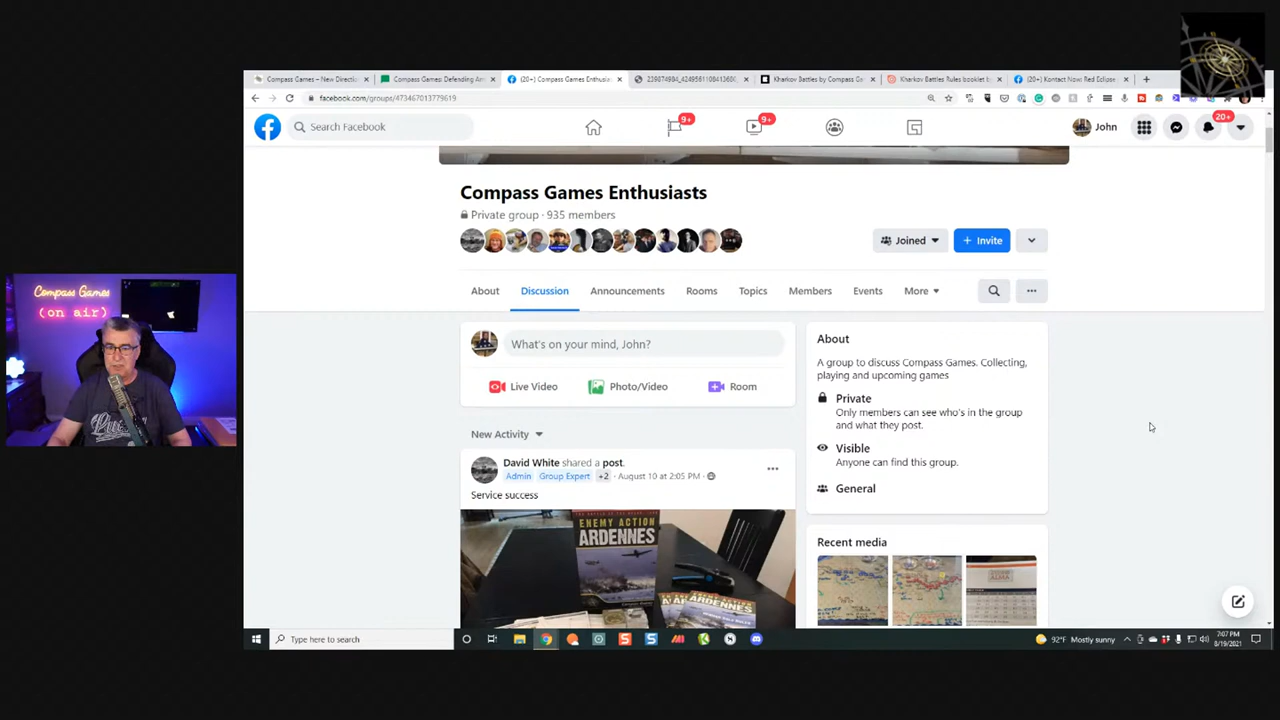 Compass Games – New Directi
Compass Games: Defending Am
(20+) Compass Games Enthusia
Kharkov Battles by Compass Ge
Kharkov Battles Rules booklet b
(20+) Kontact Now: Red Eclipse
facebook.com/groups/473467013779619
Search Facebook
9+
9+
John
20+
Compass Games Enthusiasts
Private group · 935 members
Joined
+ Invite
About
Discussion
Announcements
Rooms
Topics
Members
Events
More
What's on your mind, John?
Live Video
Photo/Video
Room
New Activity
David White shared a post.
Admin
Group Expert
+2
· August 10 at 2:05 PM ·
Service success
ENEMY ACTION
ARDENNES
ARDENNES
About
A group to discuss Compass Games. Collecting,
playing and upcoming games
Private
Only members can see who's in the group
and what they post.
Visible
Anyone can find this group.
General
Recent media
Compass Games
(on air)
Type here to search
92°F Mostly sunny
7:07 PM
8/19/2021